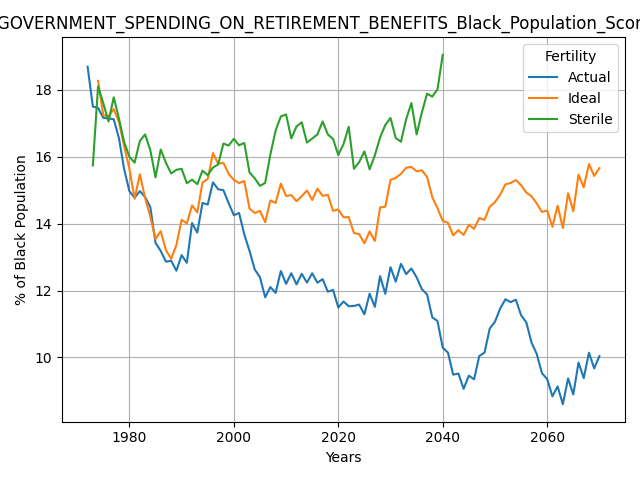 GOVERNMENT_SPENDING_ON_RETIREMENT_BENEFITS_Black_Population_Scor
Fertility
Actual
Ideal
Sterile
% of Black Population
18
16
14
12
10
1980 2000 2020 2040 2060
Years